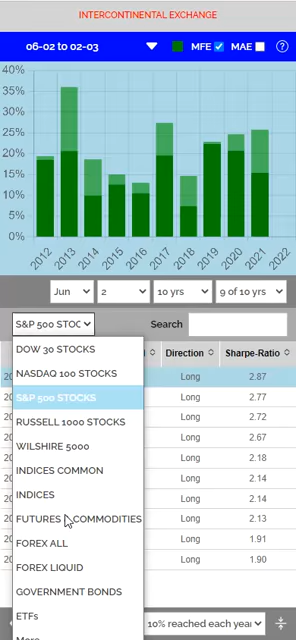 INTERCONTINENTAL EXCHANGE
06-02 to 02-03 MFE MAE ?
40%
35%
30%
25%
20%
15%
10%
5%
0%
2012 2013 2014 2015 2016 2017 2018 2019 2020 2021 2022
Jun 2 10 yrs 9 of 10 yrs
S&P 500 STOC Search
DOW 30 STOCKS Direction Sharpe-Ratio
NASDAQ 100 STOCKS Long 2.87
S&P 500 STOCKS Long 2.77
RUSSELL 1000 STOCKS Long 2.72
WILSHIRE 5000 Long 2.67
INDICES COMMON Long 2.18
INDICES Long 2.14
Long 2.14
FUTURES COMMODITIES Long 2.13
FOREX ALL Long 1.91
FOREX LIQUID Long 1.90
GOVERNMENT BONDS
ETFs 10% reached each year
More